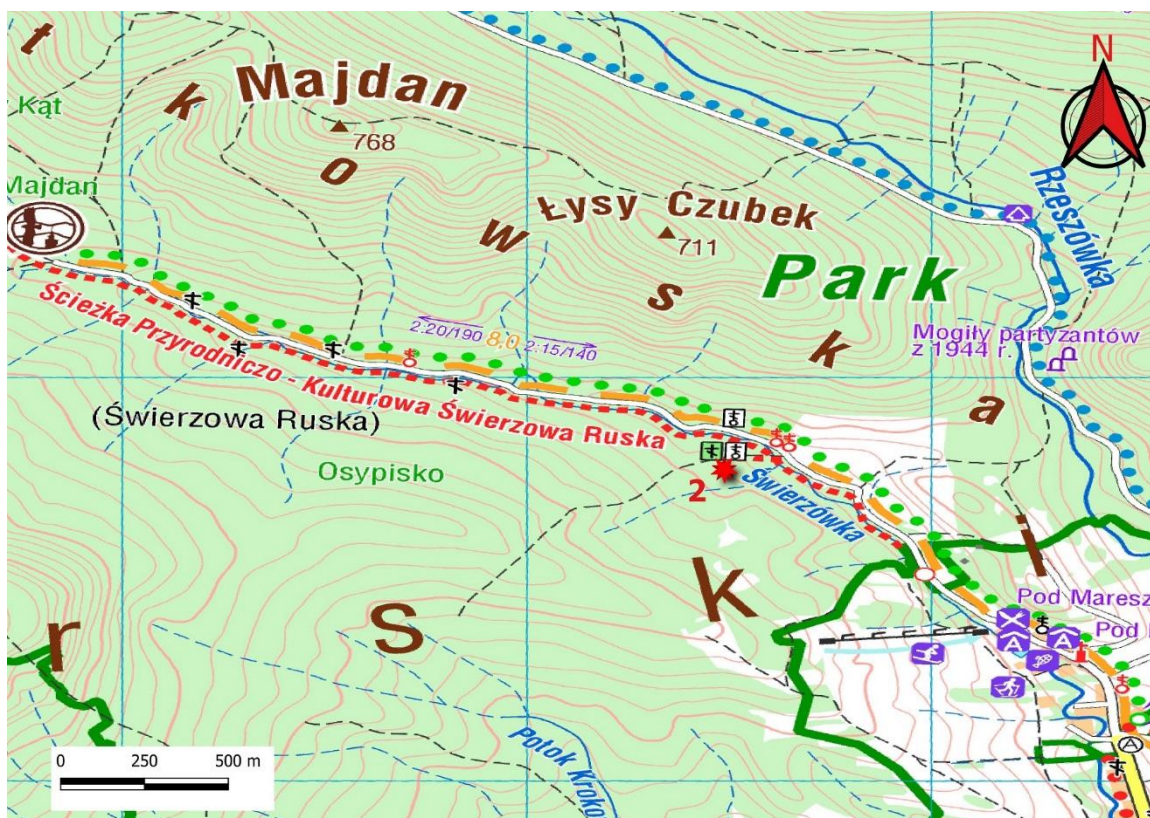 N
t
k
Majdan
Kąt
768
o
Majdan
w
Łysy Czubek
711
s
Park
Rzeszówka
k
Mogiły partyzantów
z 1944 r.
2.20/190 8,0 2.15/140
a
Ścieżka Przyrodniczo - Kulturowa Świerzowa Ruska
(Świerzowa Ruska)
Osypisko
2
Świerzówka
i
r
s
k
Pod Maresz
Pod
A
A
A
Potok Kroko
0 250 500 m